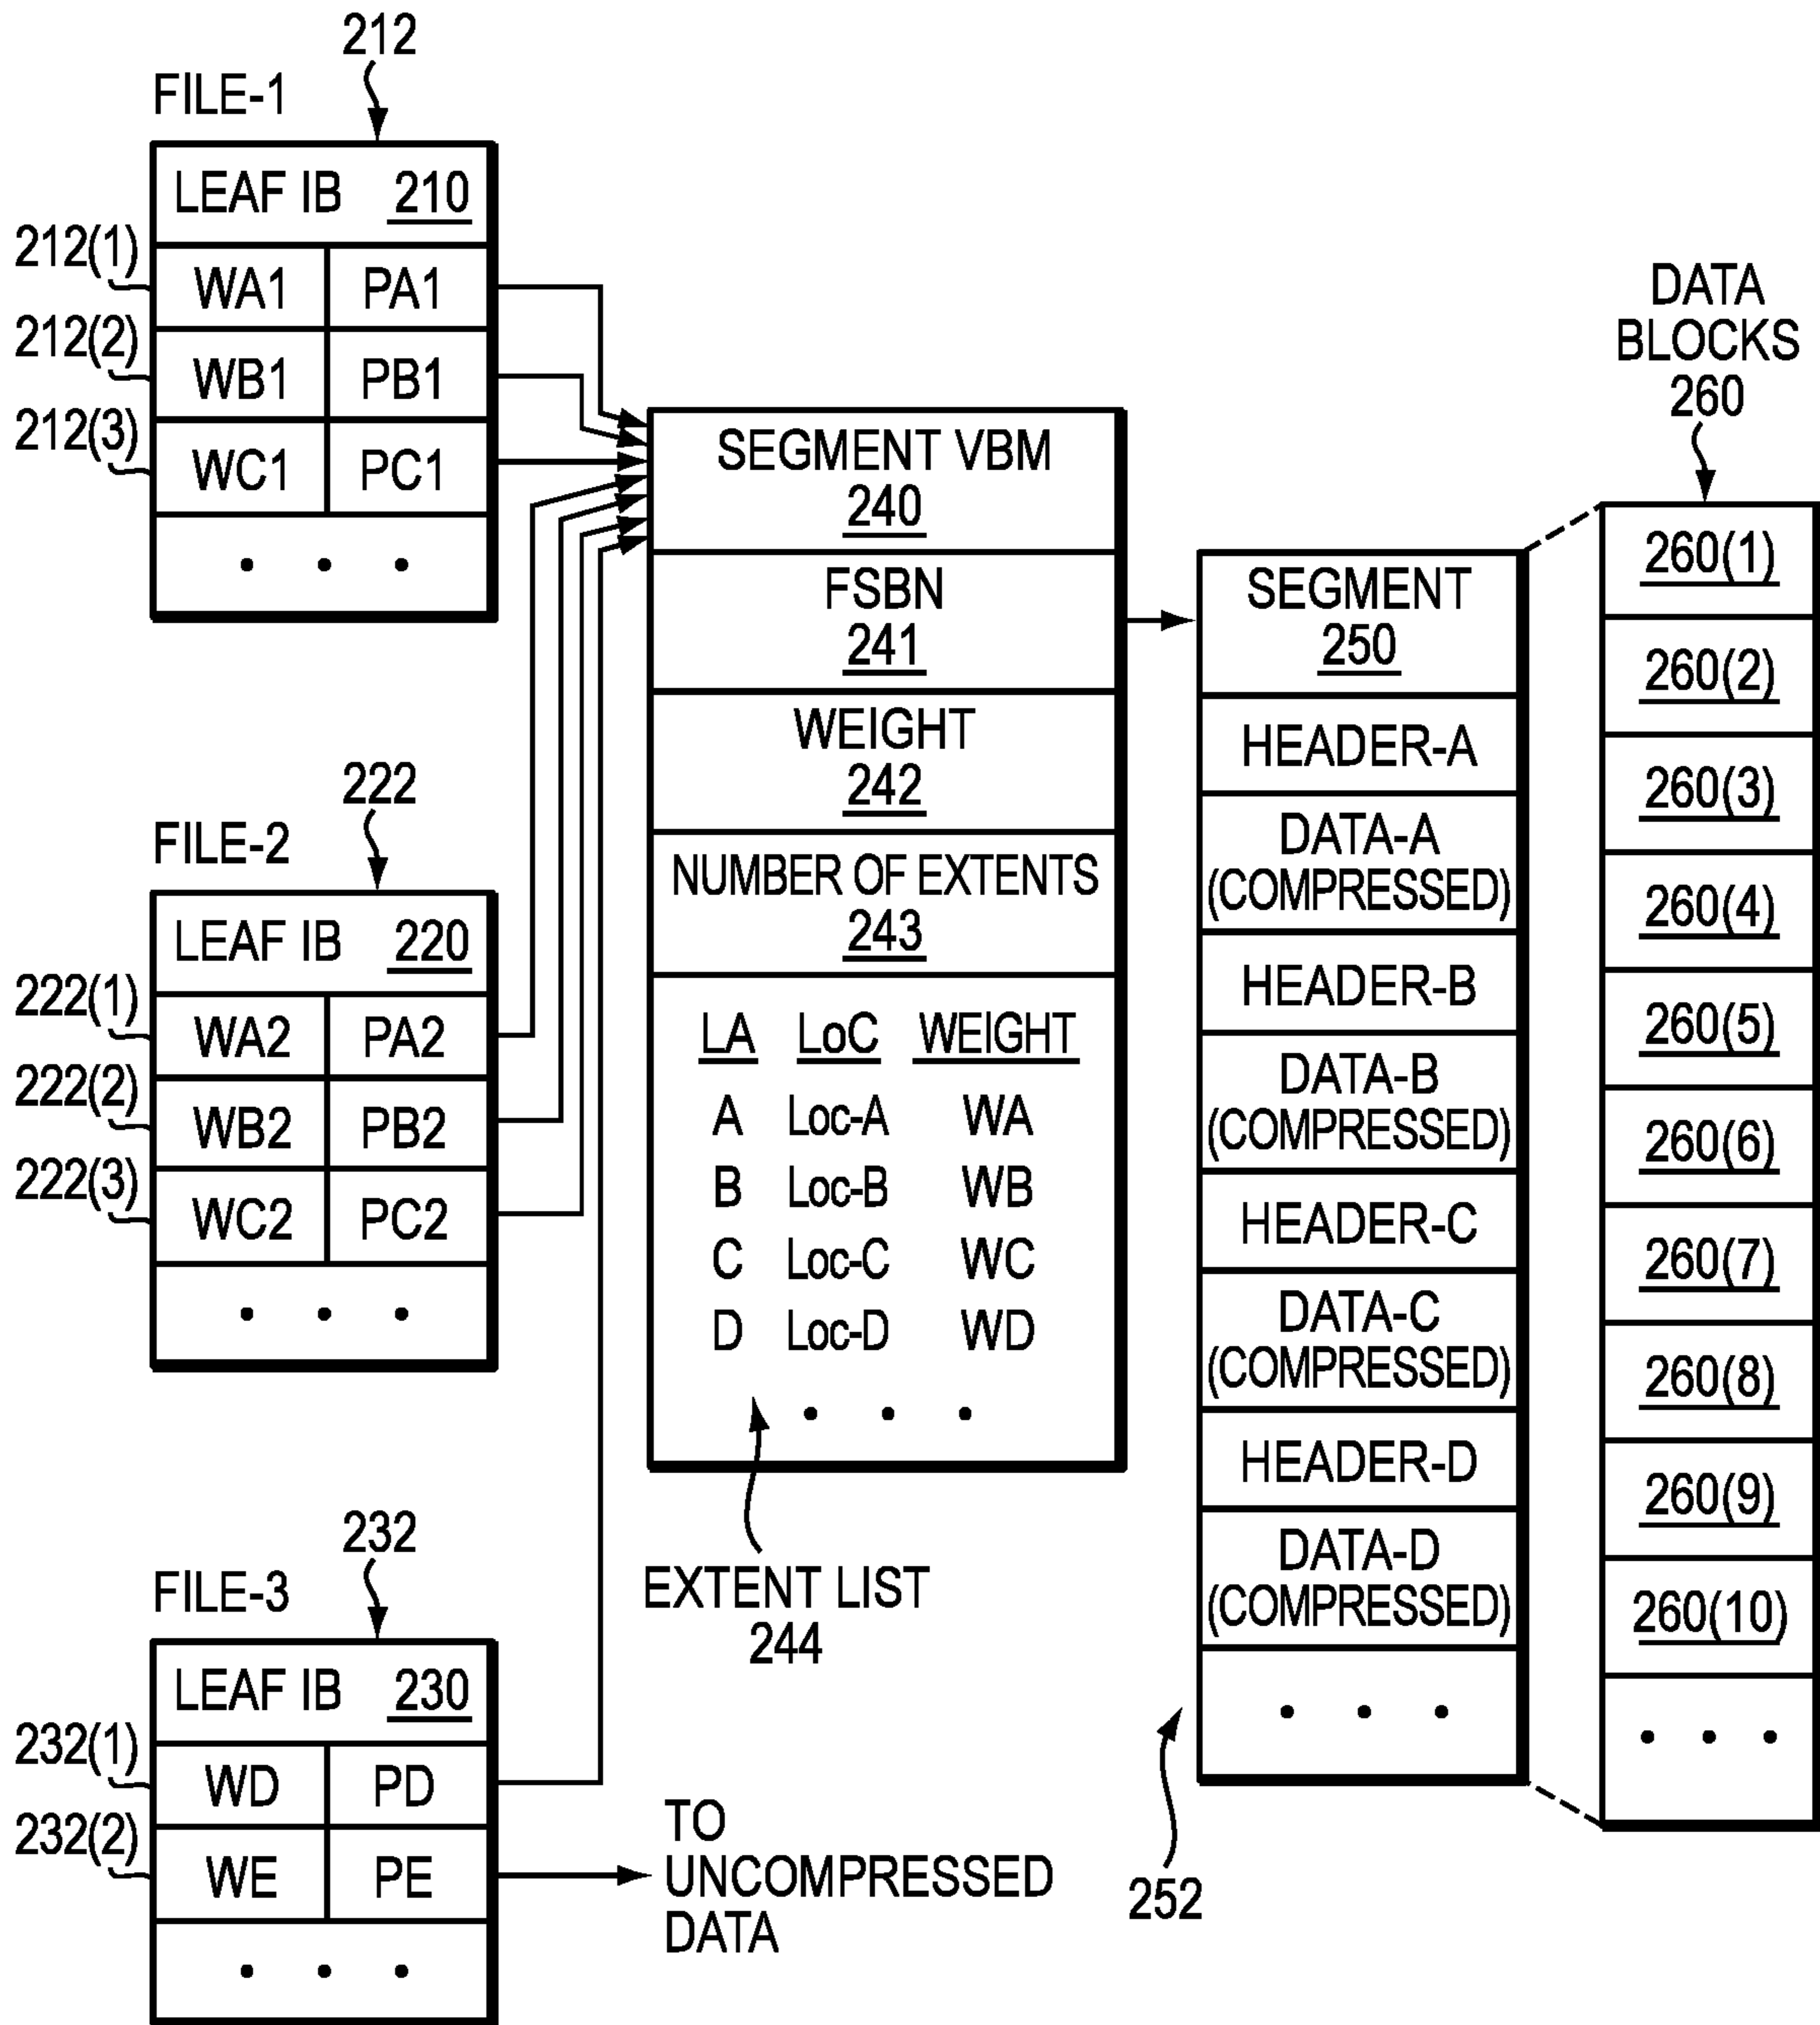 212
FILE-1
LEAF IB 210
212(1)
WA1 PA1
212(2)
WB1 PB1
212(3)
WC1 PC1
. . .
222
FILE-2
LEAF IB 220
222(1)
WA2 PA2
222(2)
WB2 PB2
222(3)
WC2 PC2
. . .
232
FILE-3
LEAF IB 230
232(1)
WD PD
232(2)
WE PE
. . .
TO
UNCOMPRESSED
DATA
SEGMENT VBM
240
FSBN
241
WEIGHT
242
NUMBER OF EXTENTS
243
LA LoC WEIGHT
A Loc-A WA
B Loc-B WB
C Loc-C WC
D Loc-D WD
. . .
EXTENT LIST
244
SEGMENT
250
HEADER-A
DATA-A
(COMPRESSED)
HEADER-B
DATA-B
(COMPRESSED)
HEADER-C
DATA-C
(COMPRESSED)
HEADER-D
DATA-D
(COMPRESSED)
. . .
252
DATA
BLOCKS
260
260(1)
260(2)
260(3)
260(4)
260(5)
260(6)
260(7)
260(8)
260(9)
260(10)
. . .